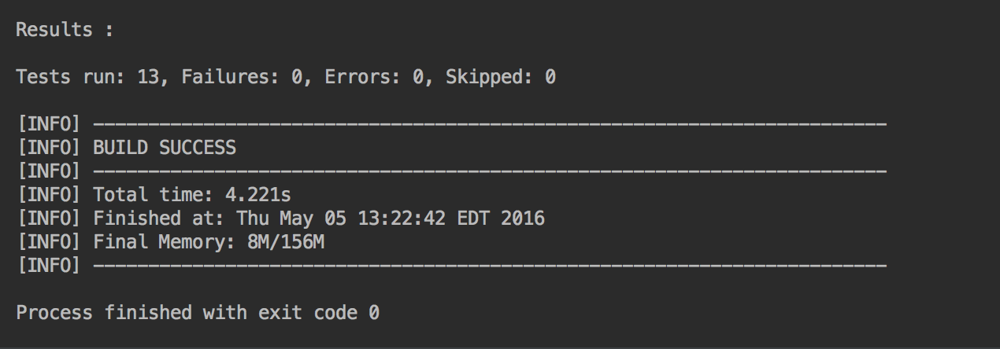 Results :
Tests run: 13, Failures: 0, Errors: 0, Skipped: 0
[INFO] ------------------------------------------------------------------------
[INFO] BUILD SUCCESS
[INFO] ------------------------------------------------------------------------
[INFO] Total time: 4.221s
[INFO] Finished at: Thu May 05 13:22:42 EDT 2016
[INFO] Final Memory: 8M/156M
[INFO] ------------------------------------------------------------------------
Process finished with exit code 0